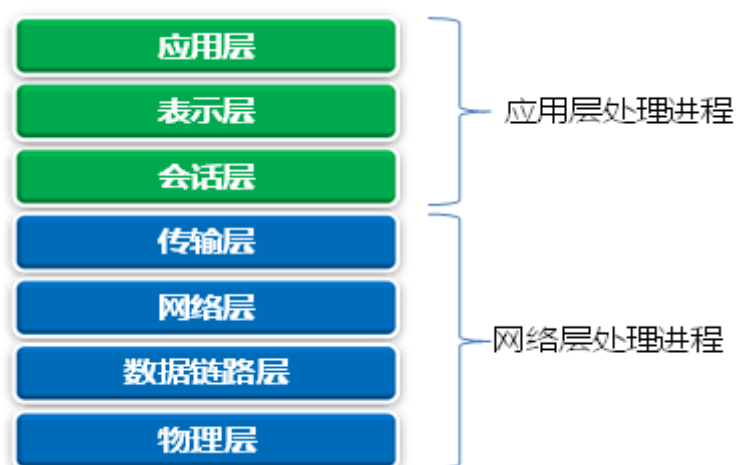 应用层
表示层
会话层
传输层
网络层
数据链路层
物理层
应用层处理进程
网络层处理进程